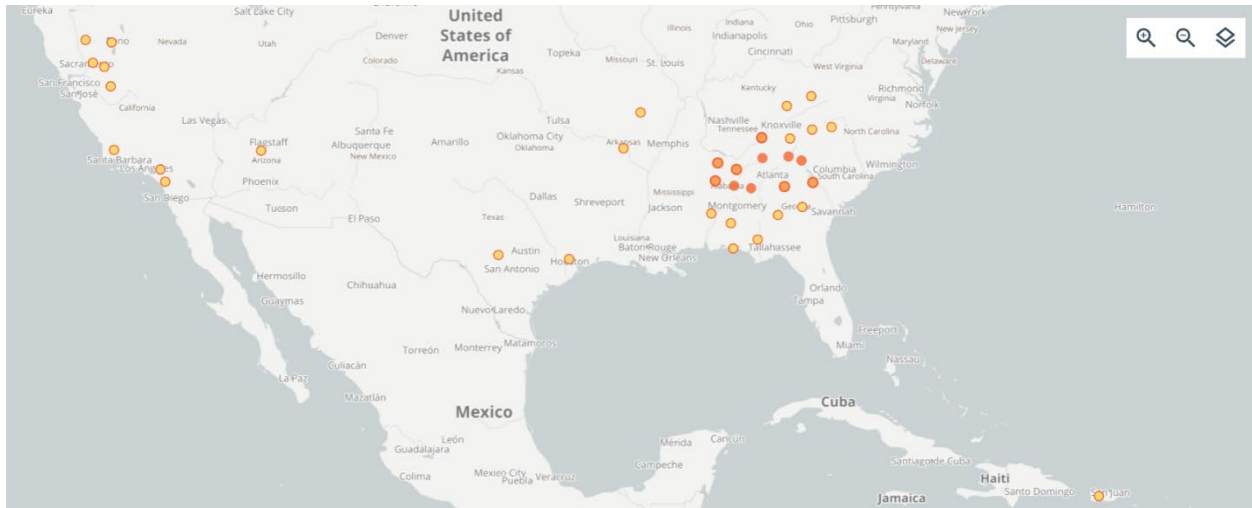 Eureka
Salt Lake City
United
States of
America
Pennsylvania
New York
Denver
Nevada
Utah
Colorado
Topeka
Kansas
Illinois
Indiana
Indianapolis
Ohio
Pittsburgh
New Jersey
Maryland
Delaware
Cincinnati
Missouri
St. Louis
West Virginia
San Francisco
San José
California
Kentucky
Richmond
Virginia
Norfolk
Las Vegas
Santa Fe
Albuquerque
New Mexico
Amarillo
Tulsa
Oklahoma City
Oklahoma
Arkansas
Memphis
Nashville
Tennessee
Knoxville
North Carolina
Flagstaff
Arizona
Santa Barbara
Los Angeles
Phoenix
San Diego
Tucson
El Paso
Dallas
Texas
Shreveport
Mississippi
Jackson
Atlanta
Columbia
South Carolina
Wilmington
Montgomery
Savannah
Hamilton
Austin
San Antonio
Louisiana
Baton Rouge
New Orleans
Tallahassee
Hermosillo
Guaymas
Chihuahua
Nuevo Laredo
Orlando
Tampa
Torreón
Monterrey
Matamoros
Freeport
Miami
Nassau
Culiacán
La Paz
Mazatlán
Mexico
Cuba
León
Guadalajara
Mérida
Cancún
Campeche
Colima
Mexico City
Puebla
Veracruz
Santiago de Cuba
Haiti
Santo Domingo
Jamaica